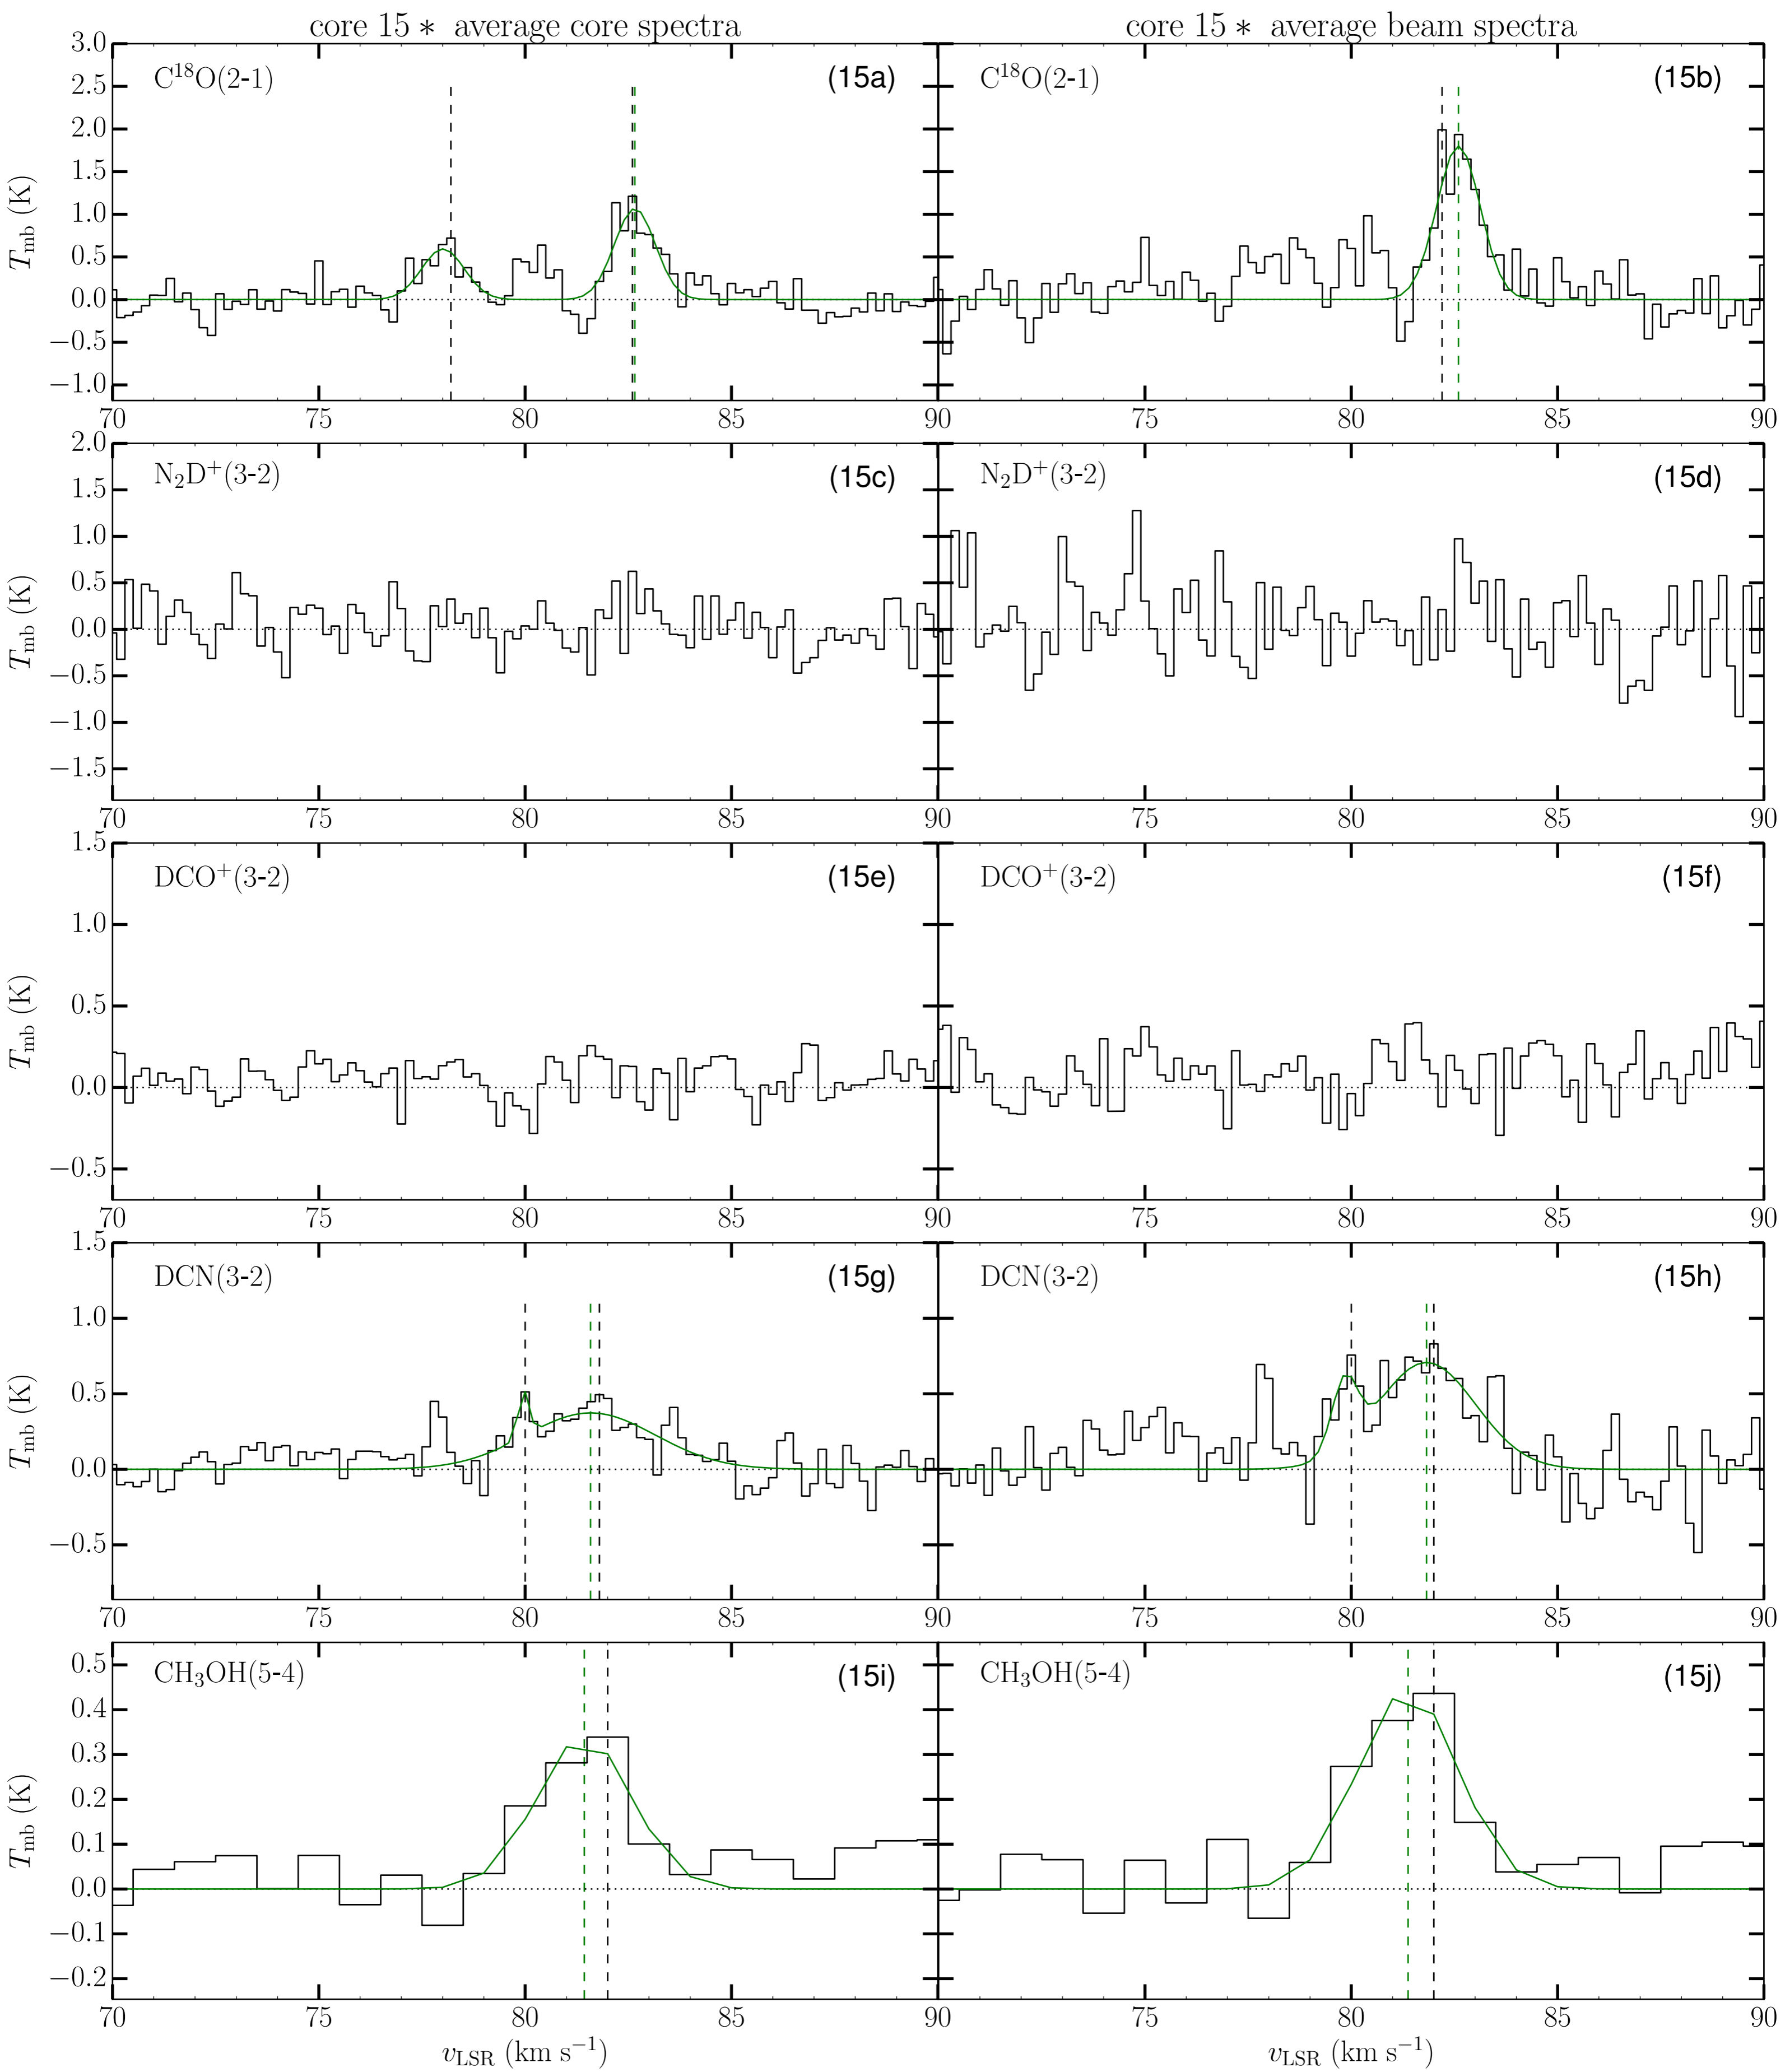 core 15∗ average core spectra
core 15∗ average beam spectra
C¹⁸O(2-1)
(15a)
C¹⁸O(2-1)
(15b)
3.0
2.5
2.0
1.5
1.0
0.5
0.0
−0.5
−1.0
T_mb (K)
70 75 80 85 90 75 80 85 90
N₂D⁺(3-2)
(15c)
N₂D⁺(3-2)
(15d)
2.0
1.5
1.0
0.5
0.0
−0.5
−1.0
−1.5
T_mb (K)
70 75 80 85 90 75 80 85 90
DCO⁺(3-2)
(15e)
DCO⁺(3-2)
(15f)
1.5
1.0
0.5
0.0
−0.5
T_mb (K)
70 75 80 85 90 75 80 85 90
DCN(3-2)
(15g)
DCN(3-2)
(15h)
1.5
1.0
0.5
0.0
−0.5
T_mb (K)
70 75 80 85 90 75 80 85 90
CH₃OH(5-4)
(15i)
CH₃OH(5-4)
(15j)
0.5
0.4
0.3
0.2
0.1
0.0
−0.1
−0.2
T_mb (K)
70 75 80 85 90 75 80 85 90
v_LSR (km s⁻¹)
v_LSR (km s⁻¹)